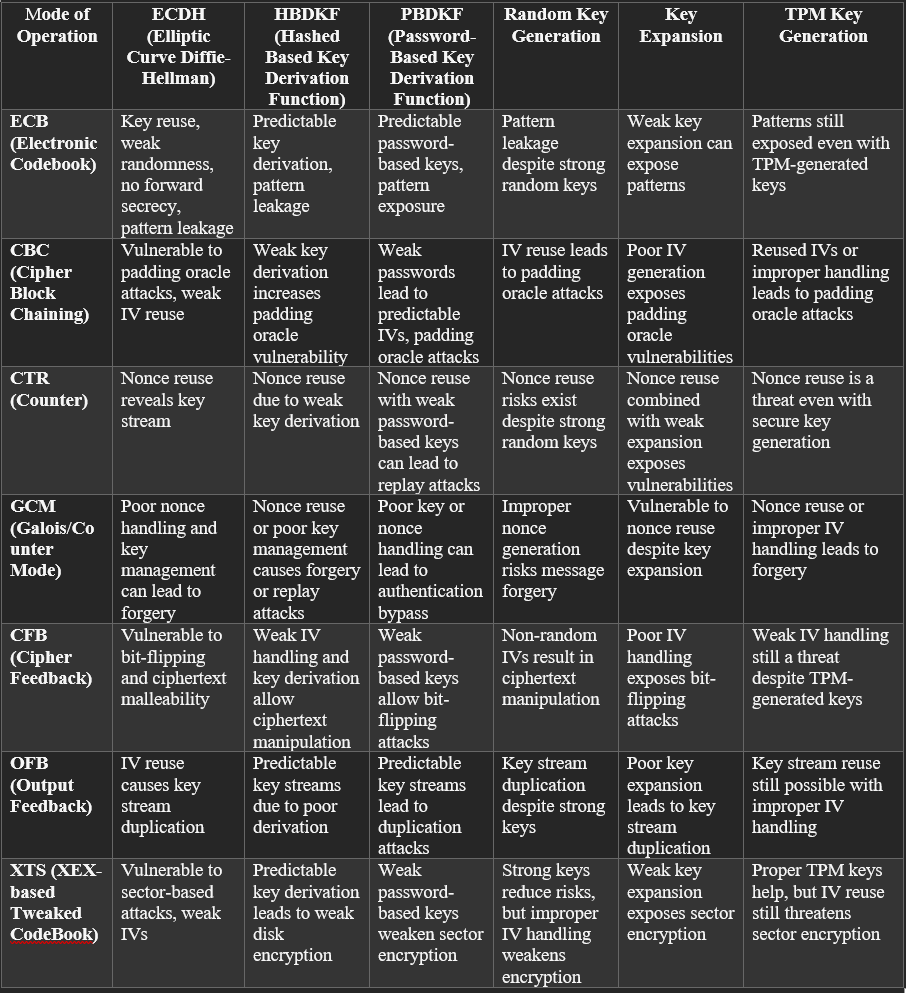 Mode of
Operation
ECDH
(Elliptic
Curve Diffie-
Hellman)
HBDKF
(Hashed
Based Key
Derivation
Function)
PBDKF
(Password-
Based Key
Derivation
Function)
Random Key
Generation
Key
Expansion
TPM Key
Generation
ECB
(Electronic
Codebook)
Key reuse,
weak
randomness,
no forward
secrecy,
pattern leakage
Predictable
key
derivation,
pattern
leakage
Predictable
password-
based keys,
pattern
exposure
Pattern
leakage
despite strong
random keys
Weak key
expansion can
expose
patterns
Patterns still
exposed even with
TPM-generated
keys
CBC
(Cipher
Block
Chaining)
Vulnerable to
padding oracle
attacks, weak
IV reuse
Weak key
derivation
increases
padding
oracle
vulnerability
Weak
passwords
lead to
predictable
IVs, padding
oracle attacks
IV reuse leads
to padding
oracle attacks
Poor IV
generation
exposes
padding
oracle
vulnerabilities
Reused IVs or
improper handling
leads to padding
oracle attacks
CTR
(Counter)
Nonce reuse
reveals key
stream
Nonce reuse
due to weak
key derivation
Nonce reuse
with weak
password-
based keys
can lead to
replay attacks
Nonce reuse
risks exist
despite strong
random keys
Nonce reuse
combined
with weak
expansion
exposes
vulnerabilities
Nonce reuse is a
threat even with
secure key
generation
GCM
(Galois/Co
unter
Mode)
Poor nonce
handling and
key
management
can lead to
forgery
Nonce reuse
or poor key
management
causes forgery
or replay
attacks
Poor key or
nonce
handling can
lead to
authentication
bypass
Improper
nonce
generation
risks message
forgery
Vulnerable to
nonce reuse
despite key
expansion
Nonce reuse or
improper IV
handling leads to
forgery
CFB
(Cipher
Feedback)
Vulnerable to
bit-flipping
and ciphertext
malleability
Weak IV
handling and
key derivation
allow
ciphertext
manipulation
Weak
password-
based keys
allow bit-
flipping
attacks
Non-random
IVs result in
ciphertext
manipulation
Poor IV
handling
exposes bit-
flipping
attacks
Weak IV handling
still a threat
despite TPM-
generated keys
OFB
(Output
Feedback)
IV reuse
causes key
stream
duplication
Predictable
key streams
due to poor
derivation
Predictable
key streams
lead to
duplication
attacks
Key stream
duplication
despite strong
keys
Poor key
expansion
leads to key
stream
duplication
Key stream reuse
still possible with
improper IV
handling
XTS (XEX-
based
Tweaked
CodeBook)
Vulnerable to
sector-based
attacks, weak
IVs
Predictable
key derivation
leads to weak
disk
encryption
Weak
password-
based keys
weaken sector
encryption
Strong keys
reduce risks,
but improper
IV handling
weakens
encryption
Weak key
expansion
exposes sector
encryption
Proper TPM keys
help, but IV reuse
still threatens
sector encryption